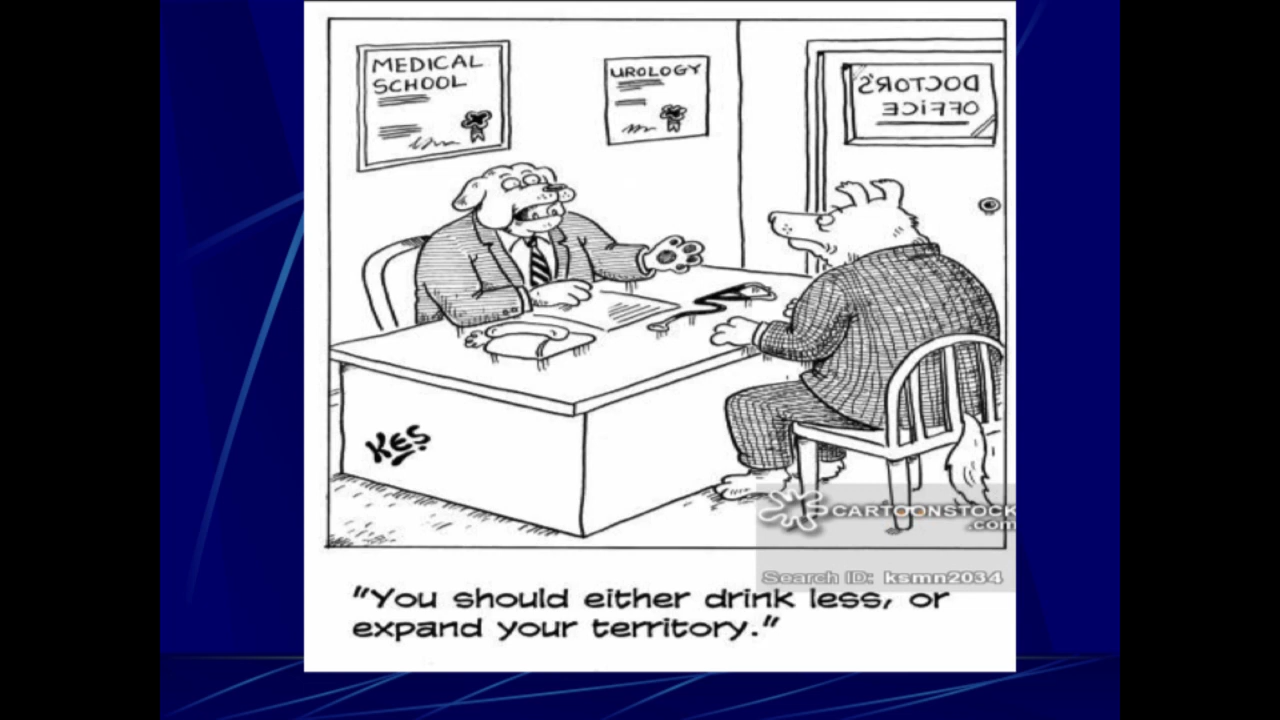 MEDICAL
SCHOOL
UROLOGY
DOCTOR'S
OFFICE
KES
CARTOONSTOCK
.com
Search ID: ksmn2034
"You should either drink less, or
expand your territory."